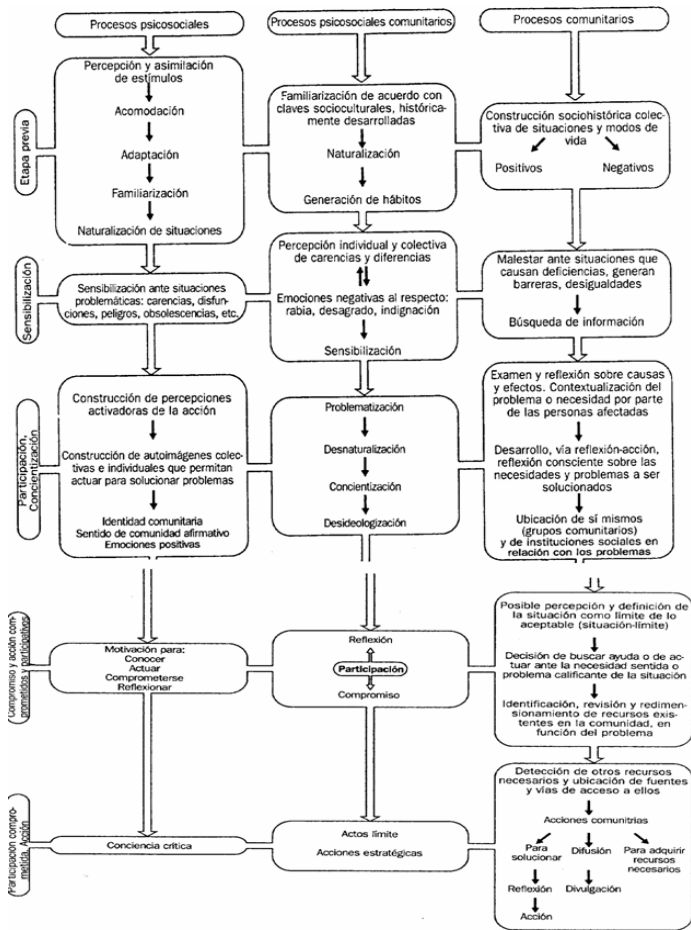 Procesos psicosociales
Procesos psicosociales comunitarios
Procesos comunitarios
Etapa previa
Percepción y asimilación
de estímulos
Acomodación
Adaptación
Familiarización
Naturalización de situaciones
Familiarización de acuerdo con
claves socioculturales, histórica-
mente desarrolladas
Naturalización
Generación de hábitos
Construcción sociohistórica colec-
tiva de situaciones y modos de
vida
Positivos
Negativos
Sensibilización
Sensibilización ante situaciones
problemáticas: carencias, disfun-
ciones, peligros, obsolescencias, etc.
Percepción individual y colectiva
de carencias y diferencias
Emociones negativas al respecto:
rabia, desagrado, indignación
Sensibilización
Malestar ante situaciones que
causan deficiencias, generan
barreras, desigualdades
Búsqueda de información
Participación,
Concientización
Construcción de percepciones
activadoras de la acción
Construcción de autoimágenes colec-
tivas e individuales que permitan
actuar para solucionar problemas
Identidad comunitaria
Sentido de comunidad afirmativo
Emociones positivas
Problematización
Desnaturalización
Concientización
Desideologización
Examen y reflexión sobre causas
y efectos. Contextualización del
problema o necesidad por parte
de las personas afectadas
Desarrollo, vía reflexión-acción,
reflexión consciente sobre las
necesidades y problemas a ser
solucionados
Ubicación de sí mismos
(grupos comunitarios)
y de instituciones sociales en
relación con los problemas
Compromiso y acción com-
prometidos y participativos
Motivación para:
Conocer
Actuar
Comprometerse
Reflexionar
Reflexión
Participación
Compromiso
Posible percepción y definición de
la situación como límite de lo
aceptable (situación-límite)
Decisión de buscar ayuda o de ac-
tuar ante la necesidad sentida o
problema calificante de la situación
Identificación, revisión y redimen-
sionamiento de recursos exis-
tentes en la comunidad, en
función del problema
Participación compro-
metida. Acción
Conciencia crítica
Actos límite
Acciones estratégicas
Detección de otros recursos
necesarios y ubicación de fuentes
y vías de acceso a ellos
Acciones comunitrias
Para
solucionar
Reflexión
Acción
Difusión
Divulgación
Para adquirir
recursos
necesarios